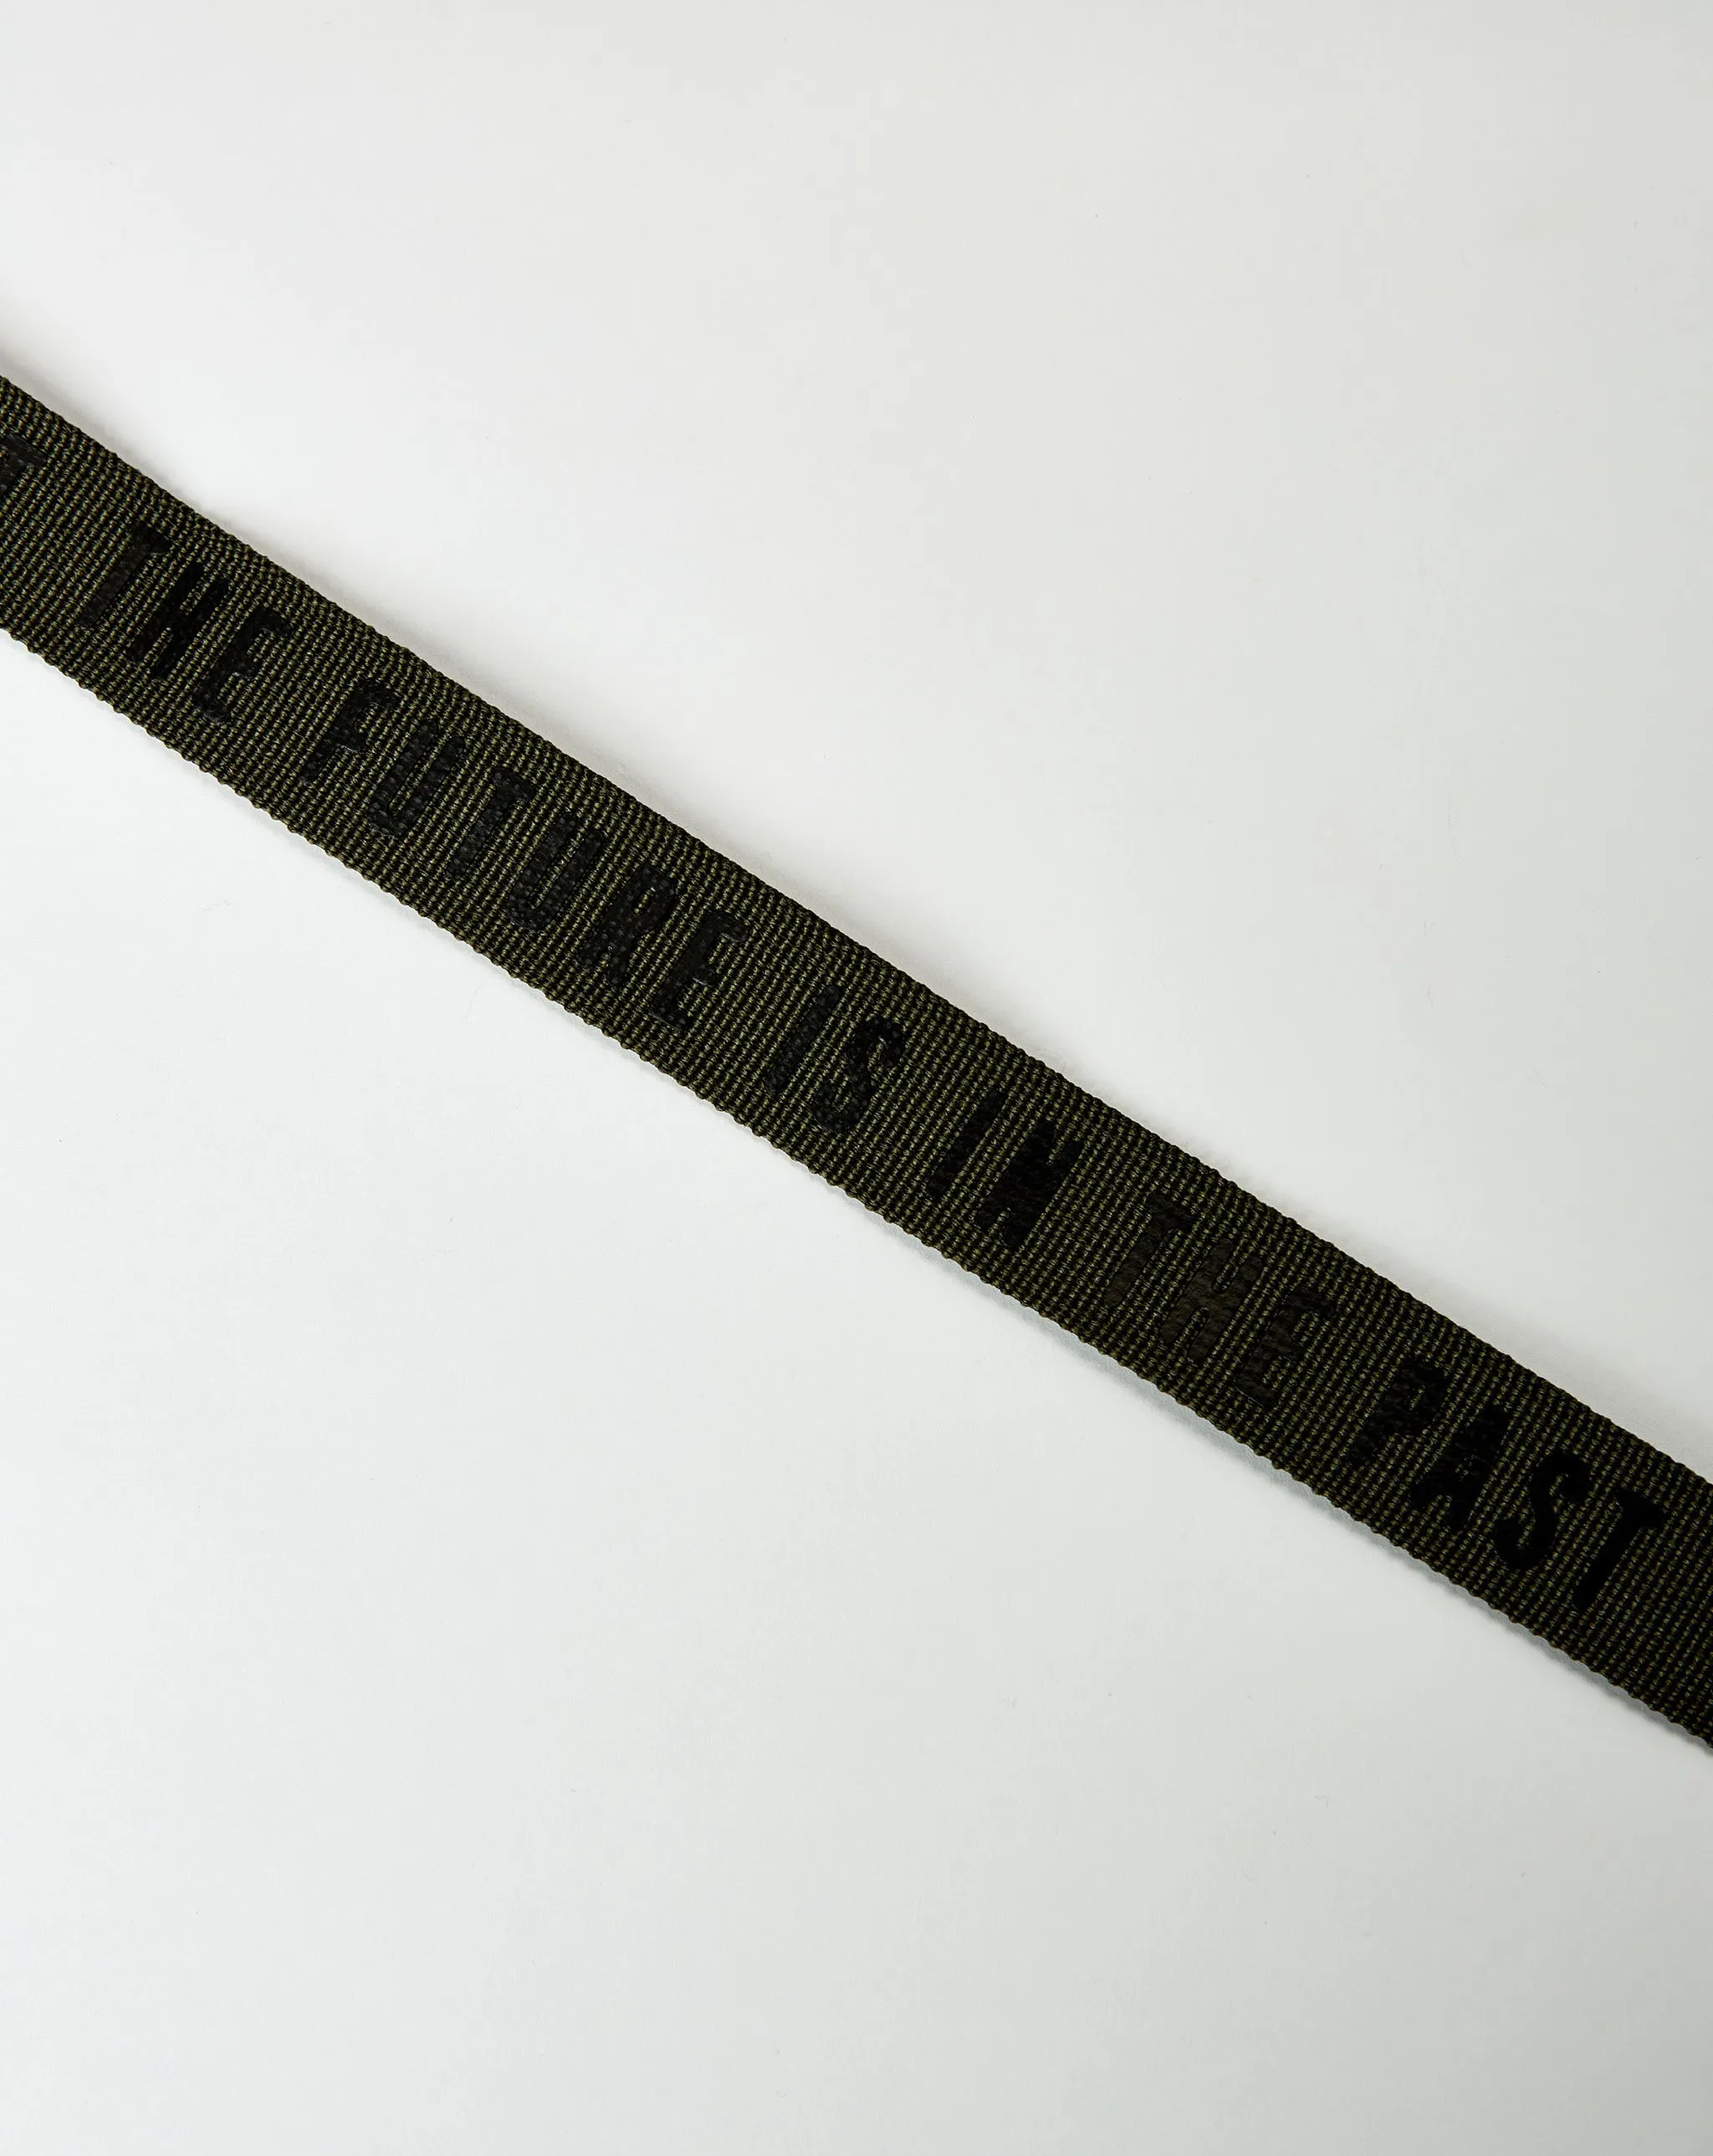 THE FUTURE IS IN THE PAST